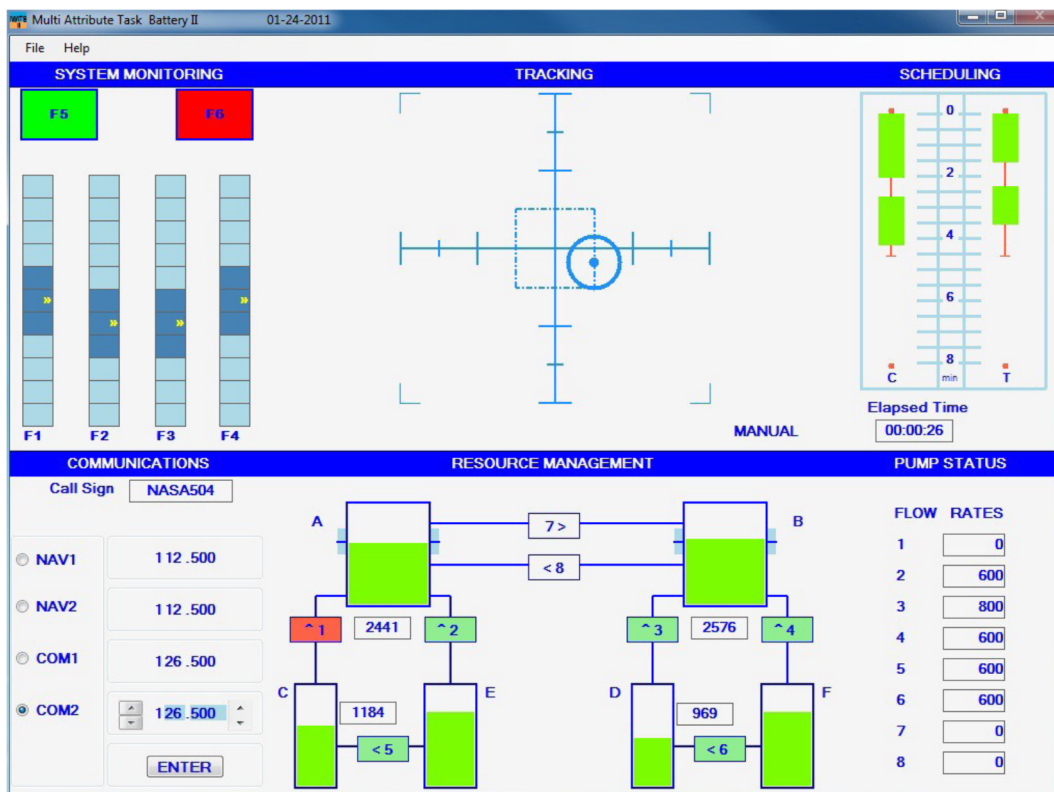 Multi Attribute Task Battery II 01-24-2011
File Help
SYSTEM MONITORING
F5 F6
»
»
»
»
F1 F2 F3 F4
TRACKING
MANUAL
SCHEDULING
0
2
4
6
8
C min T
Elapsed Time
00:00:26
COMMUNICATIONS
Call Sign NASA504
NAV1 112.500
NAV2 112.500
COM1 126.500
COM2 126.500
ENTER
RESOURCE MANAGEMENT
A 7 > B
< 8
^ 1 2441 ^ 2 ^ 3 2576 ^ 4
C E D F
1184 969
< 5 < 6
PUMP STATUS
FLOW RATES
1 0
2 600
3 800
4 600
5 600
6 600
7 0
8 0